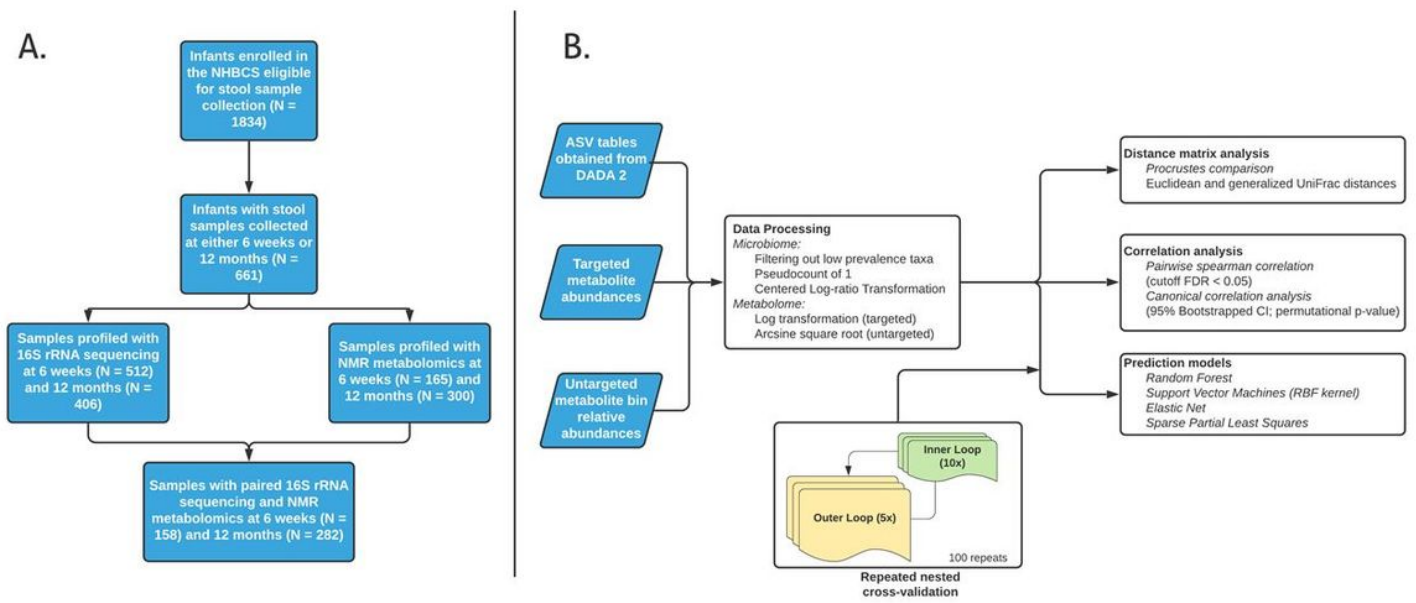 A.
Infants enrolled in
the NHBCS eligible
for stool sample
collection (N =
1834)
Infants with stool
samples collected
at either 6 weeks or
12 months (N =
661)
Samples profiled with
16S rRNA sequencing
at 6 weeks (N = 512)
and 12 months (N =
406)
Samples profiled with
NMR metabolomics at
6 weeks (N = 165) and
12 months (N = 300)
Samples with paired 16S rRNA
sequencing and NMR
metabolomics at 6 weeks (N =
158) and 12 months (N = 282)
B.
ASV tables
obtained from
DADA 2
Targeted
metabolite
abundances
Untargeted
metabolite bin
relative
abundances
Data Processing
Microbiome:
Filtering out low prevalence taxa
Pseudocount of 1
Centered Log-ratio Transformation
Metabolome:
Log transformation (targeted)
Arcsine square root (untargeted)
Inner Loop
(10x)
Outer Loop (5x)
100 repeats
Repeated nested
cross-validation
Distance matrix analysis
Procrustes comparison
Euclidean and generalized UniFrac distances
Correlation analysis
Pairwise spearman correlation
(cutoff FDR < 0.05)
Canonical correlation analysis
(95% Bootstrapped CI; permutational p-value)
Prediction models
Random Forest
Support Vector Machines (RBF kernel)
Elastic Net
Sparse Partial Least Squares